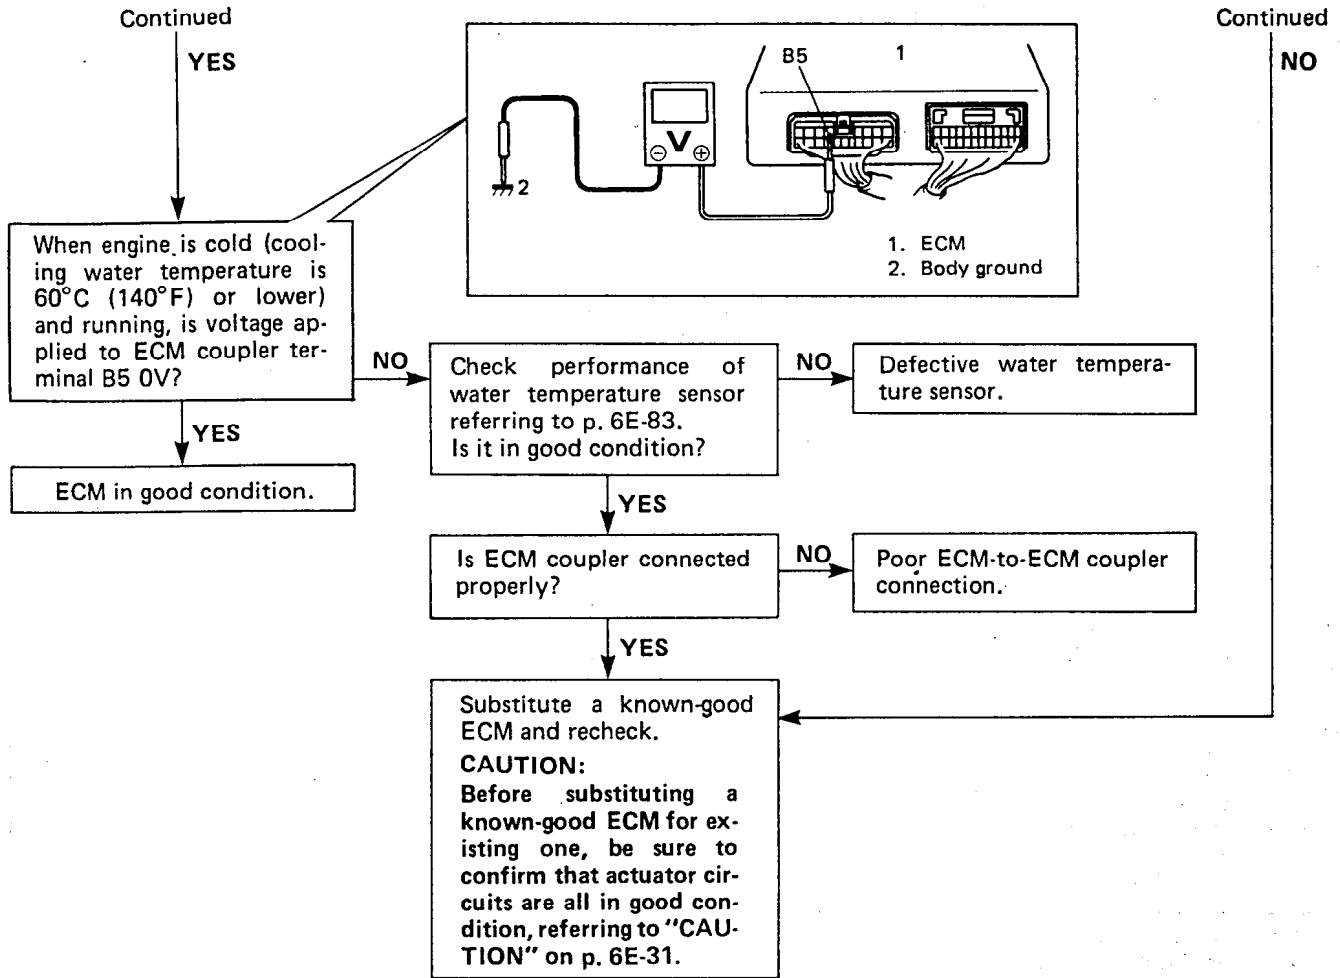 Continued
YES
Continued
NO
B5
1
V
⊖ ⊕
2
1. ECM
2. Body ground
When engine is cold (cool-
ing water temperature is
60°C (140°F) or lower)
and running, is voltage ap-
plied to ECM coupler ter-
minal B5 0V?
NO
Check performance of
water temperature sensor
referring to p. 6E-83.
Is it in good condition?
NO
Defective water tempera-
ture sensor.
YES
ECM in good condition.
YES
Is ECM coupler connected
properly?
NO
Poor ECM-to-ECM coupler
connection.
YES
Substitute a known-good
ECM and recheck.
CAUTION:
Before substituting a
known-good ECM for ex-
isting one, be sure to
confirm that actuator cir-
cuits are all in good con-
dition, referring to "CAU-
TION" on p. 6E-31.